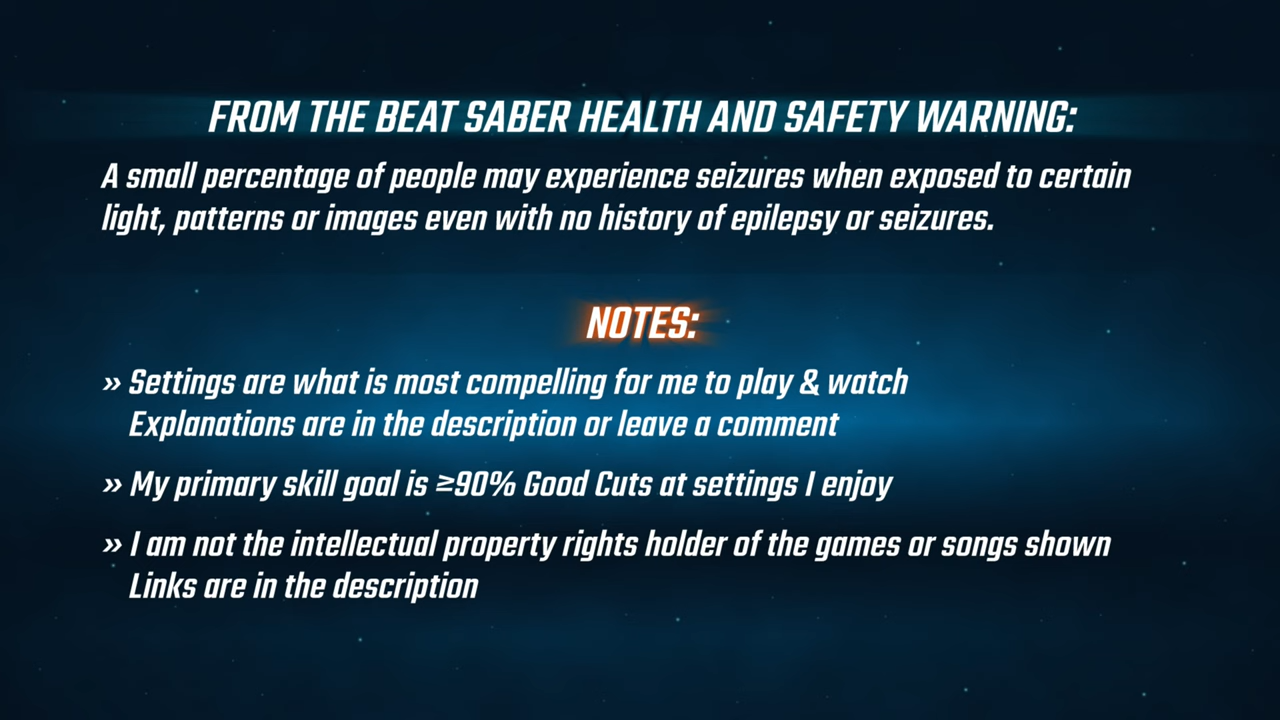 FROM THE BEAT SABER HEALTH AND SAFETY WARNING:
A small percentage of people may experience seizures when exposed to certain
light, patterns or images even with no history of epilepsy or seizures.
NOTES:
» Settings are what is most compelling for me to play & watch
Explanations are in the description or leave a comment
» My primary skill goal is ≥90% Good Cuts at settings I enjoy
» I am not the intellectual property rights holder of the games or songs shown
Links are in the description